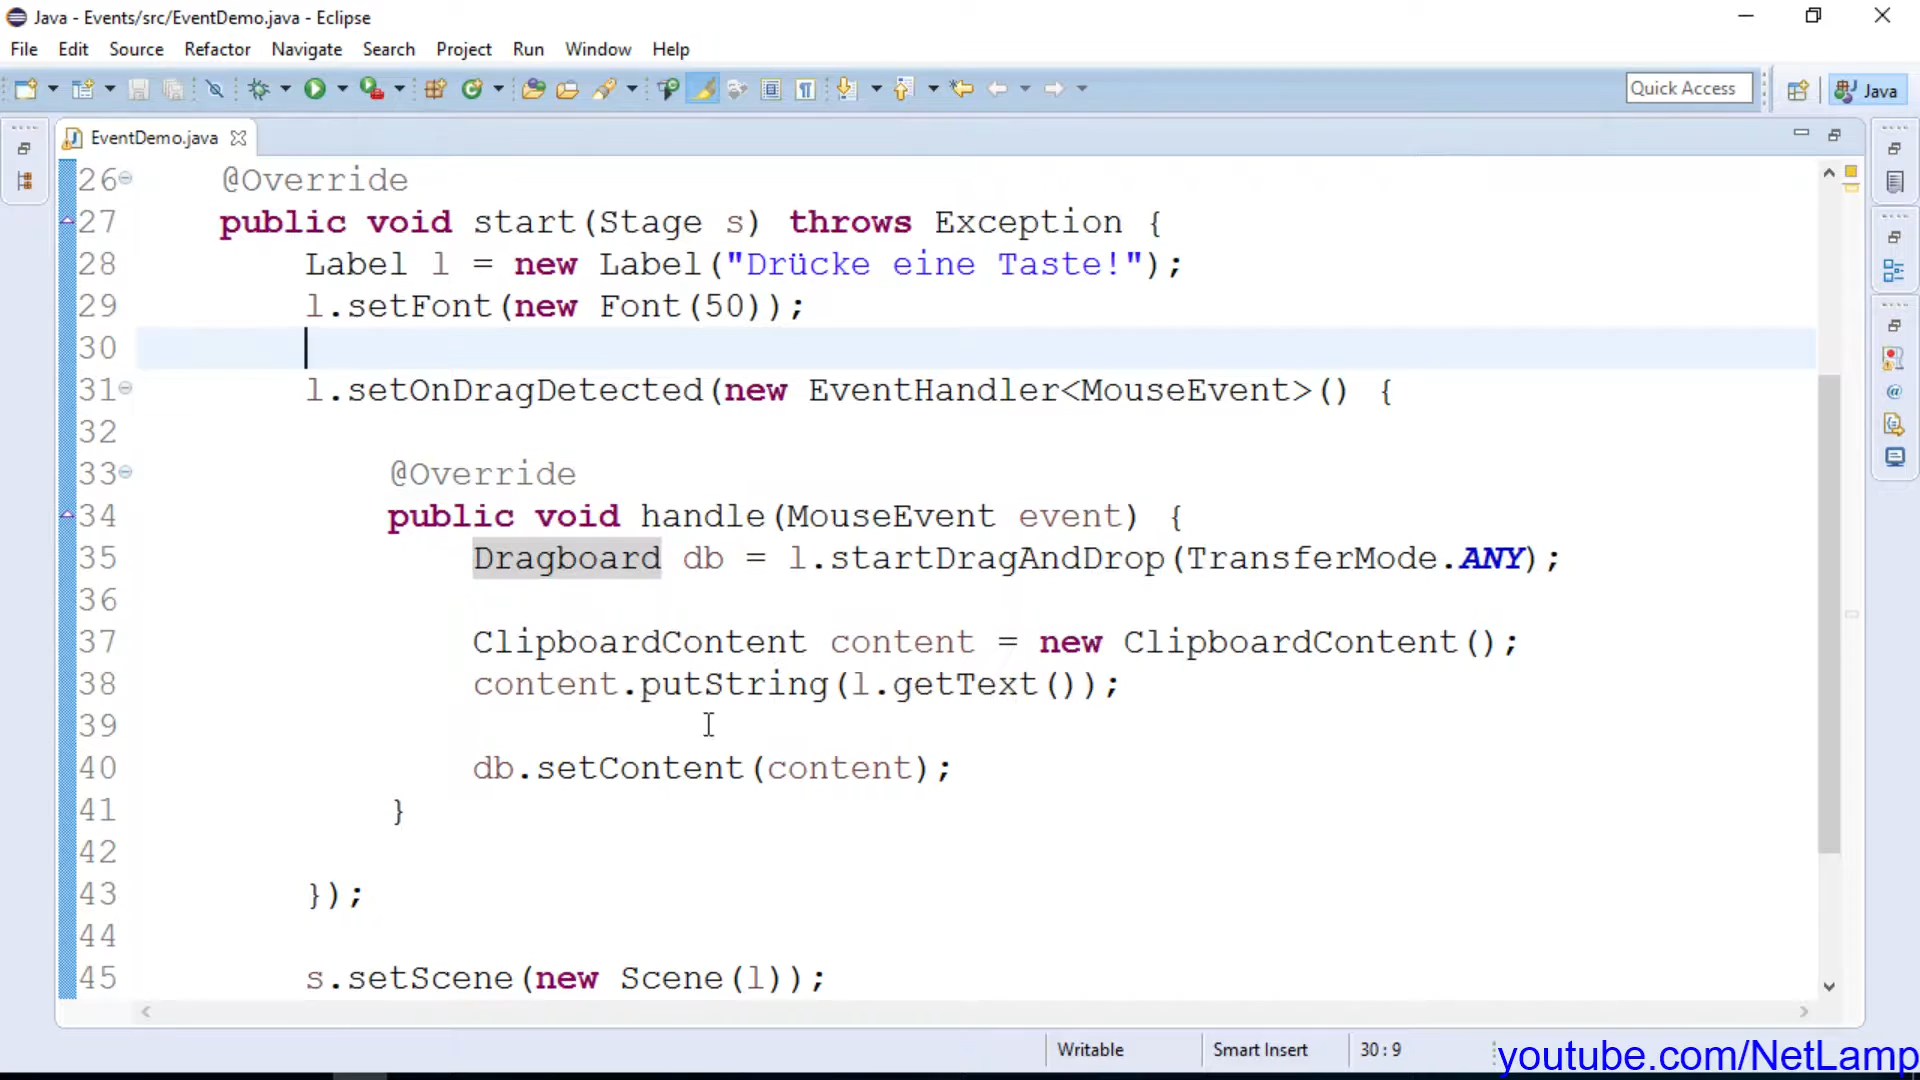 Java - Events/src/EventDemo.java - Eclipse
File Edit Source Refactor Navigate Search Project Run Window Help
Quick Access Java
EventDemo.java
26 @Override
27 public void start(Stage s) throws Exception {
28 Label l = new Label("Drücke eine Taste!");
29 l.setFont(new Font(50));
30
31 l.setOnDragDetected(new EventHandler<MouseEvent>() {
32
33 @Override
34 public void handle(MouseEvent event) {
35 Dragboard db = l.startDragAndDrop(TransferMode.ANY);
36
37 ClipboardContent content = new ClipboardContent();
38 content.putString(l.getText());
39
40 db.setContent(content);
41 }
42
43 });
44
45 s.setScene(new Scene(l));
Writable Smart Insert 30 : 9
youtube.com/NetLamp